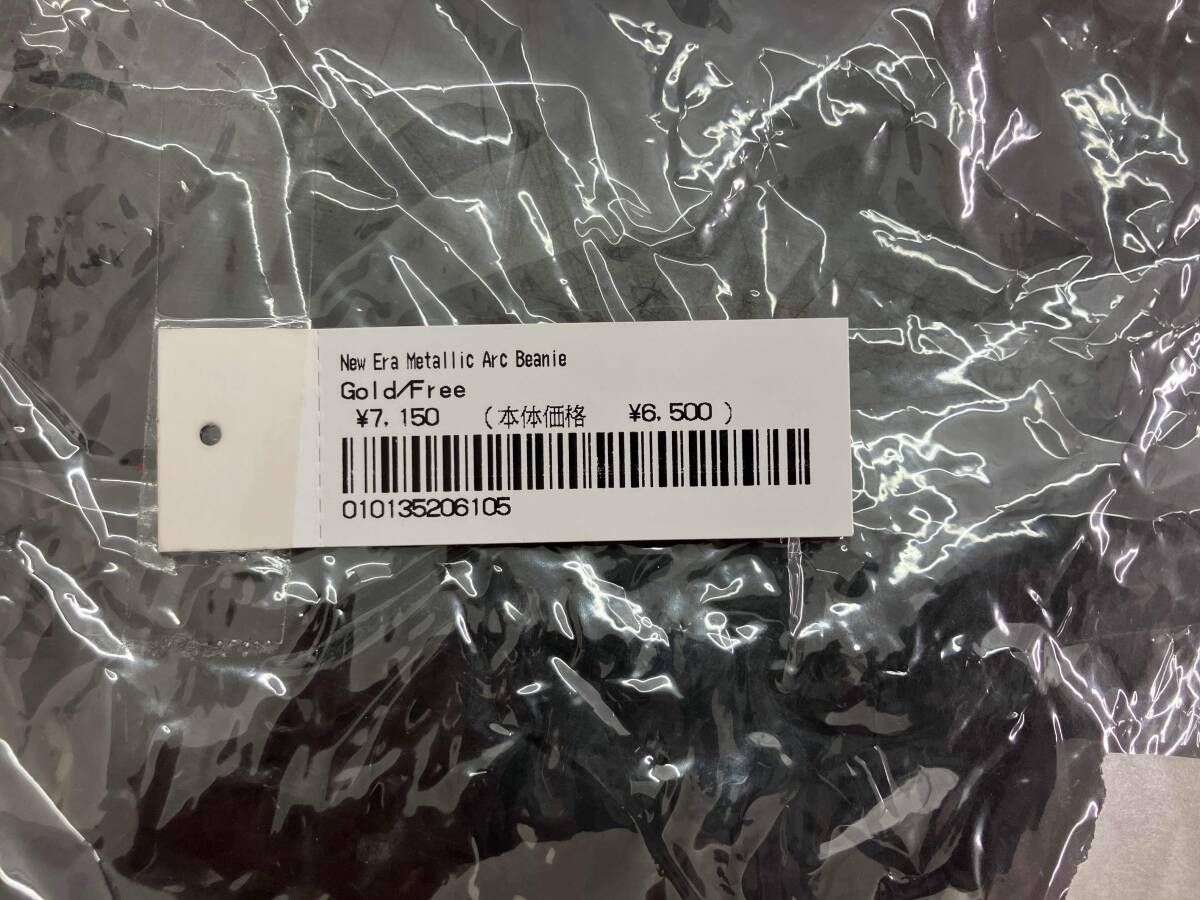 New Era Metallic Arc Beanie
Gold/Free
¥7,150 (本体価格 ¥6,500)
010135206105